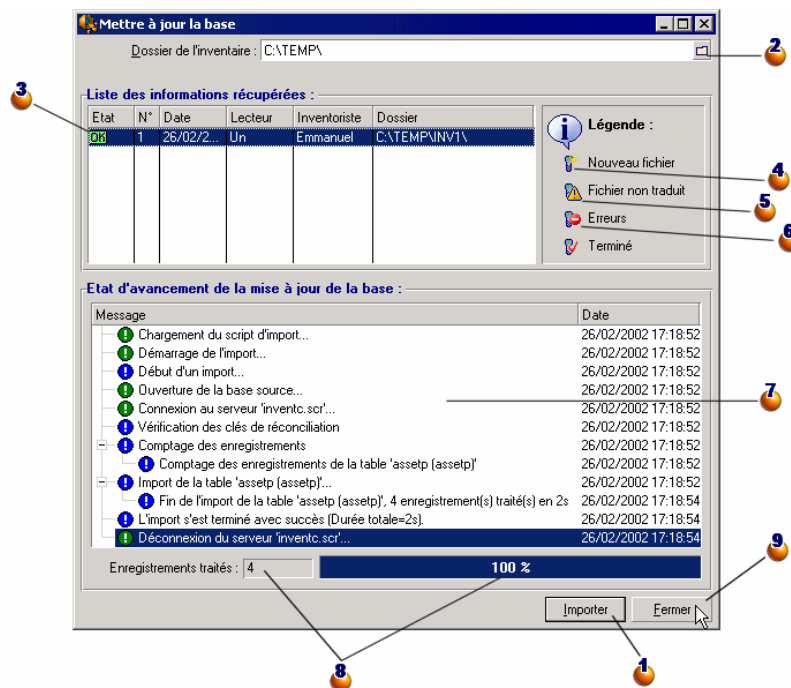 Mettre à jour la base
Dossier de l'inventaire : C:\TEMP\
2
3
Liste des informations récupérées :
Etat N° Date Lecteur Inventoriste Dossier
OK 1 26/02/2... Un Emmanuel C:\TEMP\INV1\
Légende :
Nouveau fichier
4
Fichier non traduit
5
Erreurs
6
Terminé
Etat d'avancement de la mise à jour de la base :
Message Date
Chargement du script d'import... 26/02/2002 17:18:52
Démarrage de l'import... 26/02/2002 17:18:52
Début d'un import... 26/02/2002 17:18:52
Ouverture de la base source... 26/02/2002 17:18:52
Connexion au serveur 'inventc.scr'... 26/02/2002 17:18:52
7
Vérification des clés de réconciliation 26/02/2002 17:18:52
Comptage des enregistrements 26/02/2002 17:18:52
Comptage des enregistrements de la table 'assetp (assetp)' 26/02/2002 17:18:52
Import de la table 'assetp (assetp)'... 26/02/2002 17:18:54
Fin de l'import de la table 'assetp (assetp)', 4 enregistrement(s) traité(s) en 2s 26/02/2002 17:18:54
L'import s'est terminé avec succès (Durée totale=2s). 26/02/2002 17:18:54
Déconnexion du serveur 'inventc.scr'... 26/02/2002 17:18:54
9
Enregistrements traités : 4 100 %
Importer Fermer
8
1